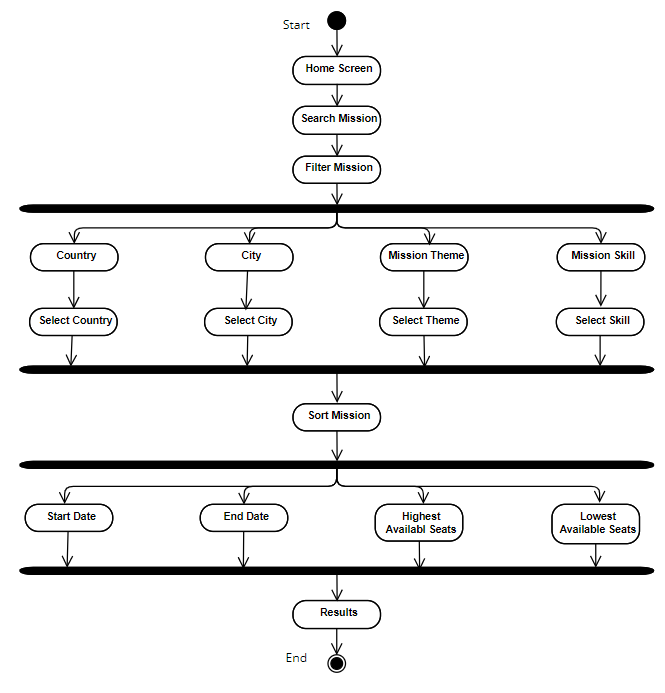 Start
Home Screen
Search Mission
Filter Mission
Country
City
Mission Theme
Mission Skill
Select Country
Select City
Select Theme
Select Skill
Sort Mission
Start Date
End Date
Highest
Availabl Seats
Lowest
Available Seats
Results
End